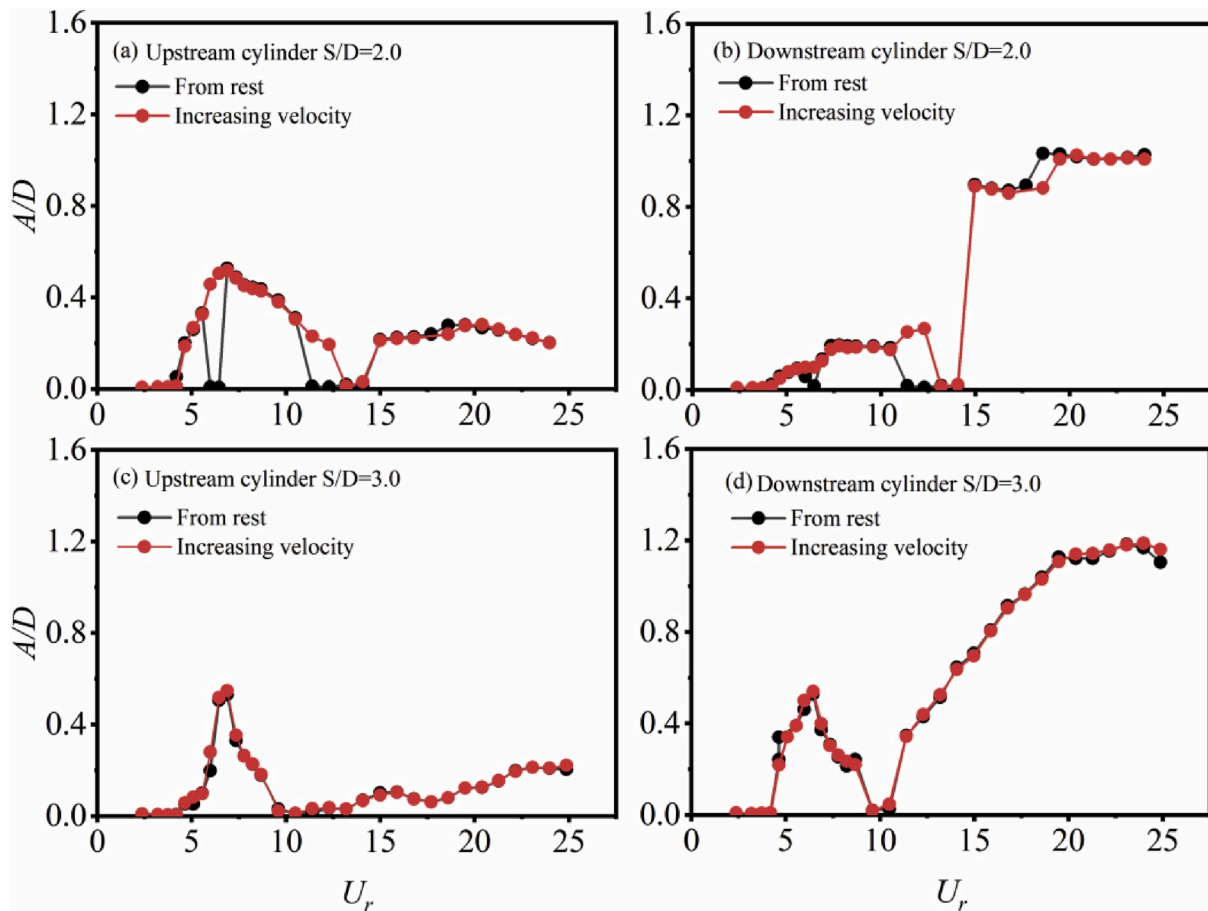 (a) Upstream cylinder S/D=2.0
From rest
Increasing velocity
1.6
1.2
0.8
0.4
0.0
0 5 10 15 20 25
A/D
(b) Downstream cylinder S/D=2.0
From rest
Increasing velocity
1.6
1.2
0.8
0.4
0.0
0 5 10 15 20 25
(c) Upstream cylinder S/D=3.0
From rest
Increasing velocity
1.6
1.2
0.8
0.4
0.0
0 5 10 15 20 25
A/D
Ur
(d) Downstream cylinder S/D=3.0
From rest
Increasing velocity
1.6
1.2
0.8
0.4
0.0
0 5 10 15 20 25
Ur